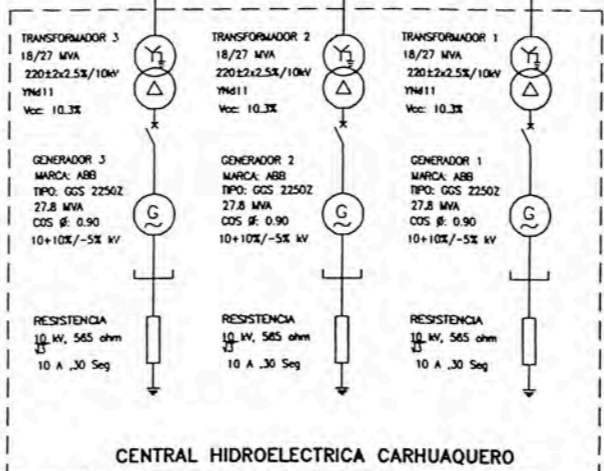 TRANSFORMADOR 3
18/27 MVA
220±2x2.5%/10kV
YNd11
Vcc: 10.3%
TRANSFORMADOR 2
18/27 MVA
220±2x2.5%/10kV
YNd11
Vcc: 10.3%
TRANSFORMADOR 1
18/27 MVA
220±2x2.5%/10kV
YNd11
Vcc: 10.3%
GENERADOR 3
MARCA: ABB
TIPO: GGS 2250Z
27.8 MVA
COS Ø: 0.90
10+10%/-5% kV
G
GENERADOR 2
MARCA: ABB
TIPO: GGS 2250Z
27.8 MVA
COS Ø: 0.90
10+10%/-5% kV
G
GENERADOR 1
MARCA: ABB
TIPO: GGS 2250Z
27.8 MVA
COS Ø: 0.90
10+10%/-5% kV
G
RESISTENCIA
10 kV, 565 ohm
√3
10 A ,30 Seg
RESISTENCIA
10 kV, 565 ohm
√3
10 A ,30 Seg
RESISTENCIA
10 kV, 565 ohm
√3
10 A ,30 Seg
CENTRAL HIDROELECTRICA CARHUAQUERO